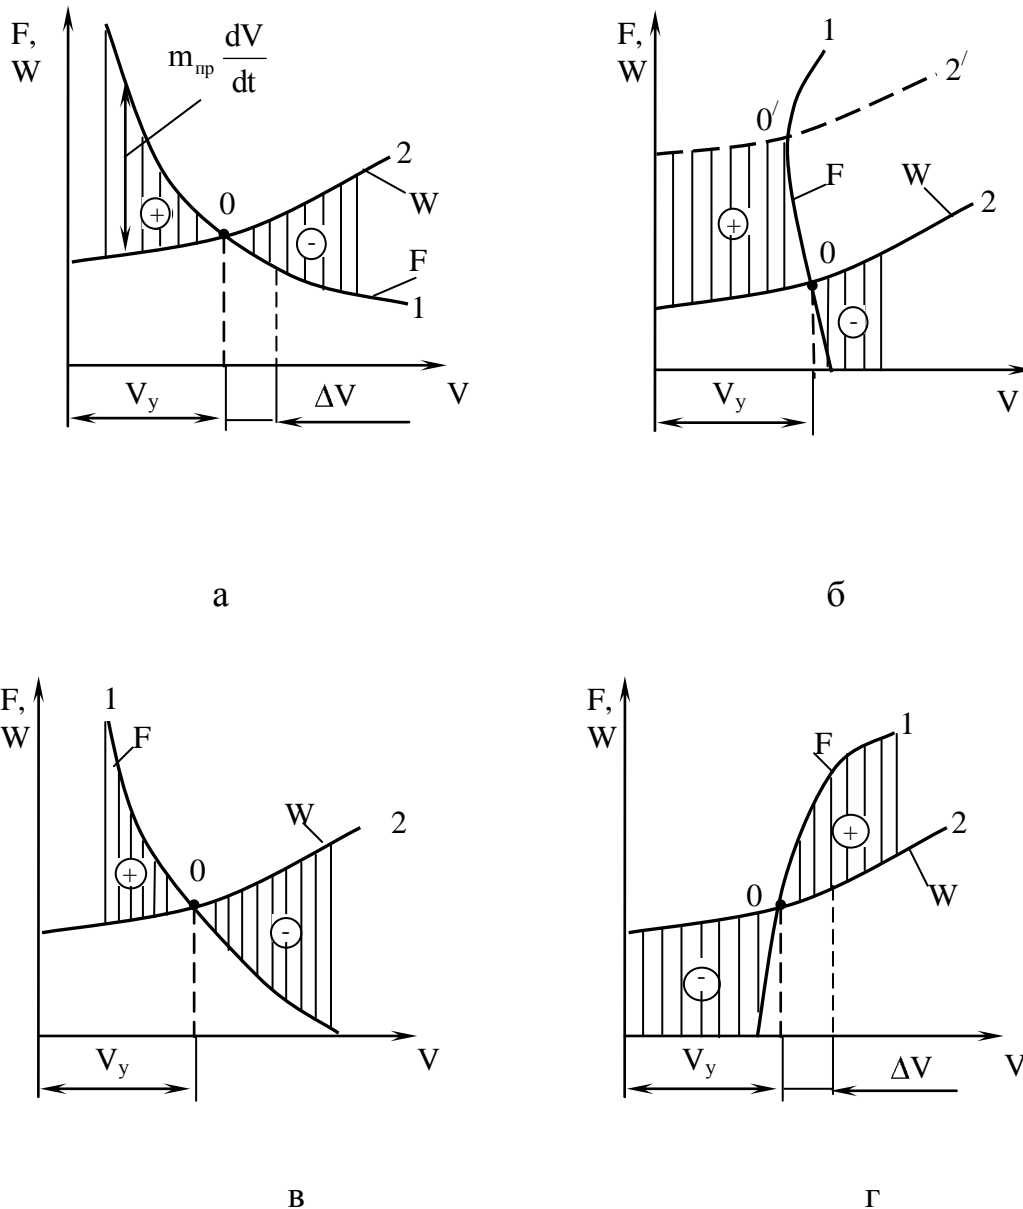 F,
W
m_пр dV/dt
0
2
W
+
-
F
1
V_y
ΔV
V
а
F,
W
1
2/
0/
F
W
2
+
0
-
V_y
V
б
F,
W
1
F
W
2
0
+
-
V_y
V
в
F,
W
F
1
+
2
0
W
-
V_y
ΔV
V
г